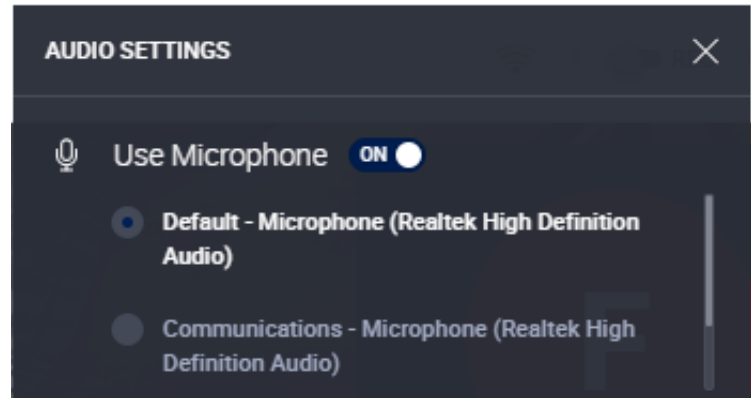 AUDIO SETTINGS
Use Microphone ON
Default - Microphone (Realtek High Definition
Audio)
Communications - Microphone (Realtek High
Definition Audio)
F